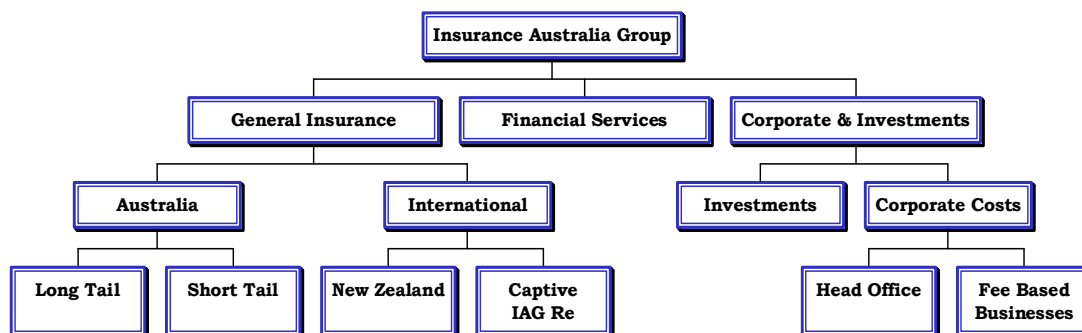 Insurance Australia Group
General Insurance
Financial Services
Corporate & Investments
Australia
International
Investments
Corporate Costs
Long Tail
Short Tail
New Zealand
Captive
IAG Re
Head Office
Fee Based
Businesses